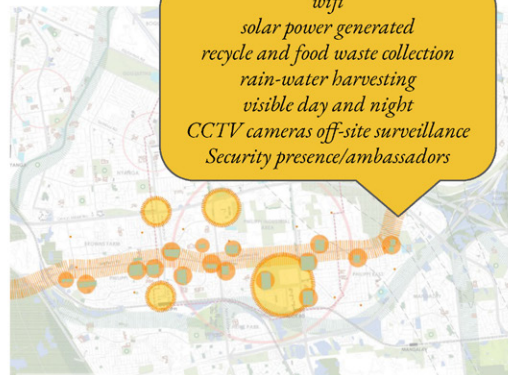 wifi
solar power generated
recycle and food waste collection
rain-water harvesting
visible day and night
CCTV cameras off-site surveillance
Security presence/ambassadors